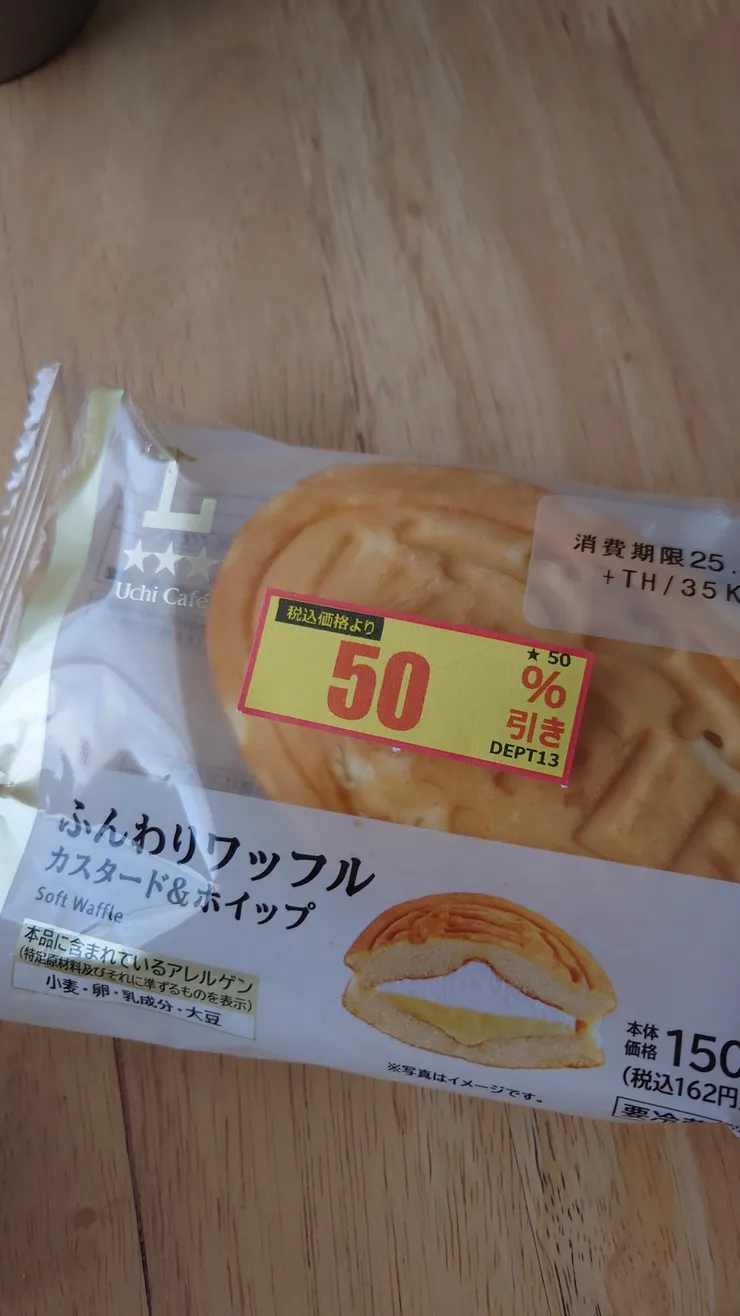 L
★★★
Uchi Café
消費期限25.
+TH/35K
税込価格より
50
★50
%
引き
DEPT13
ふんわりワッフル
カスタード&ホイップ
Soft Waffle
本品に含まれているアレルゲン
(特定原材料及びそれに準ずるものを表示)
小麦・卵・乳成分・大豆
※写真はイメージです。
本体
価格 150
(税込162円
要冷